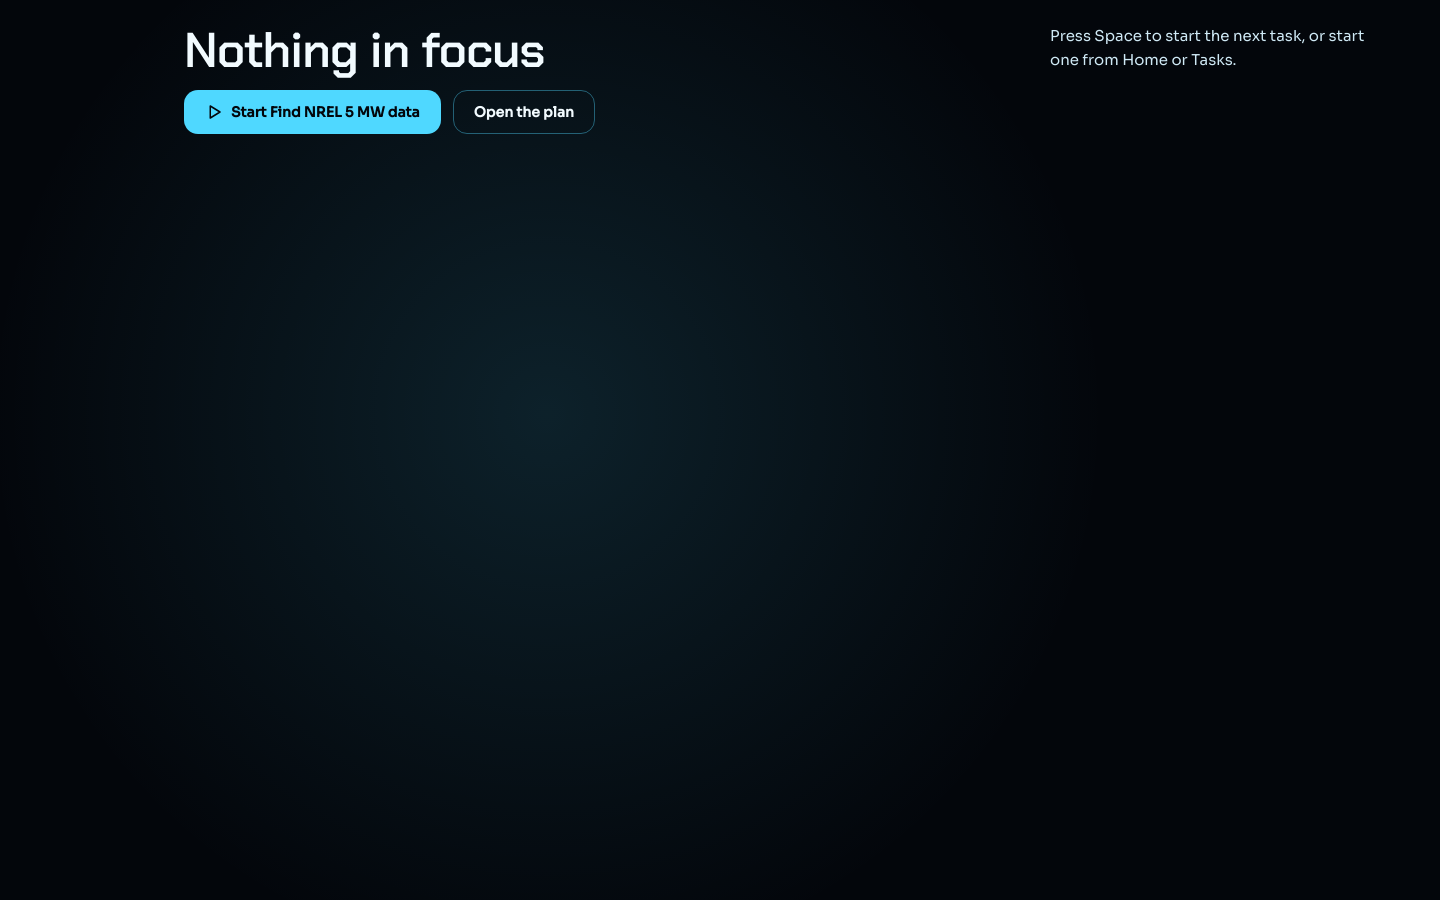 Nothing in focus
Start Find NREL 5 MW data
Open the plan
Press Space to start the next task, or start
one from Home or Tasks.